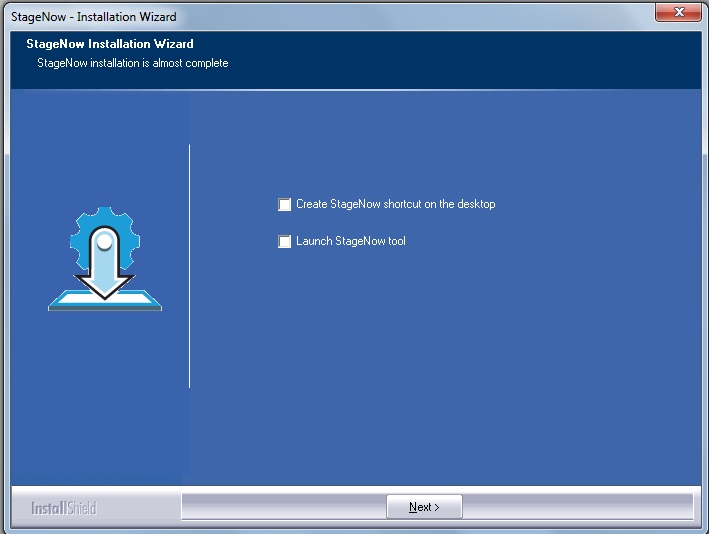 StageNow - Installation Wizard
StageNow Installation Wizard
StageNow installation is almost complete
Create StageNow shortcut on the desktop
Launch StageNow tool
InstallShield
Next >